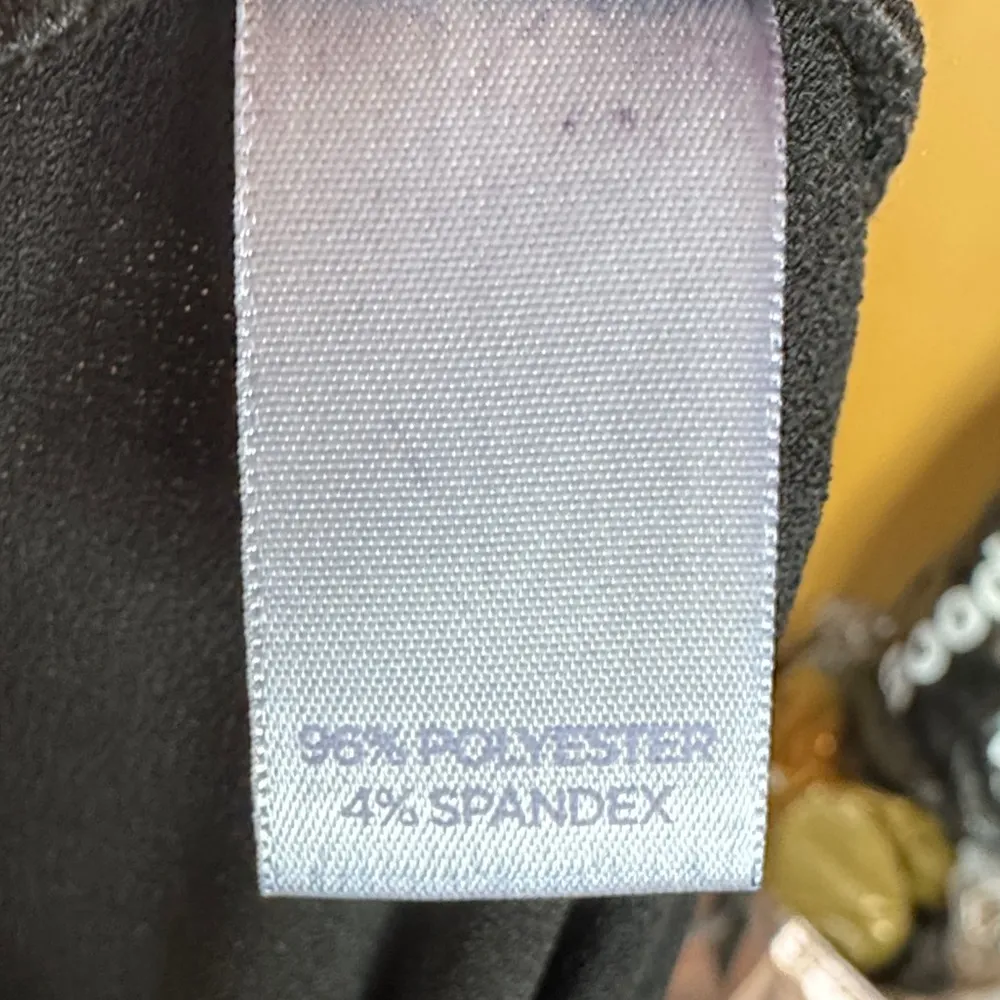 96% POLYESTER
4% SPANDEX